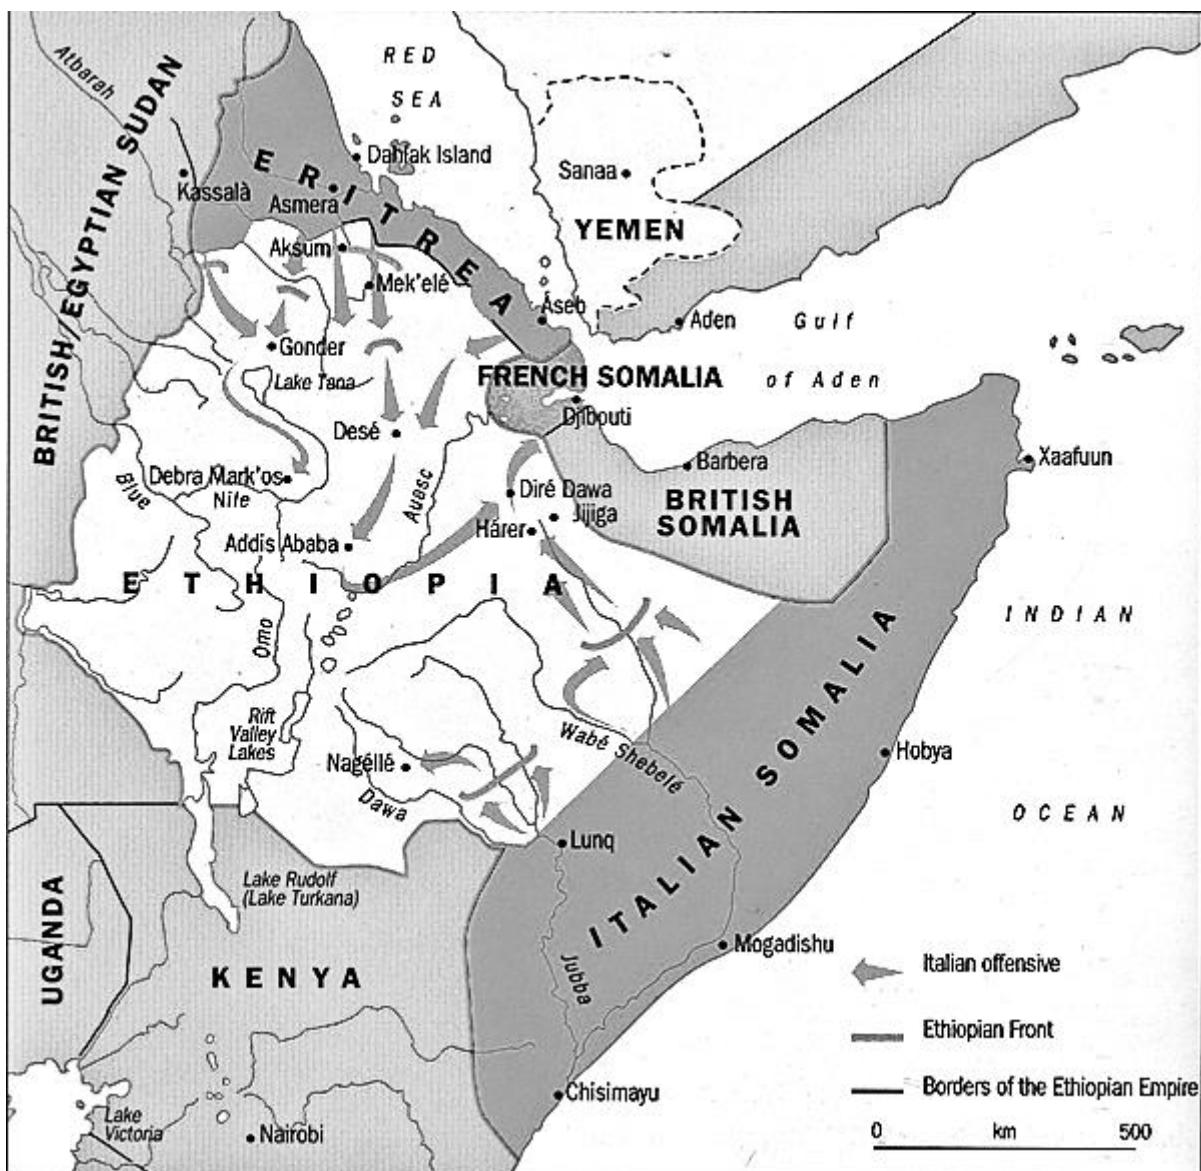 RED
SEA
Atbarah
BRITISH/EGYPTIAN SUDAN
Kassalà
ERITREA
Dahlak Island
Asmera
Sanaa
YEMEN
Aksum
Mek'elé
Áseb
Aden
Gulf
of Aden
Gonder
Lake Tana
FRENCH SOMALIA
Djibouti
Desé
Auasc
Debra Mark'os
Blue
Nile
Barbera
Xaafuun
Diré Dawa
Jijiga
Hárer
BRITISH
SOMALIA
Addis Ababa
ETHIOPIA
Omo
INDIAN
OCEAN
Rift
Valley
Lakes
Nagéllé
Dawa
Wabé Shebelé
ITALIAN SOMALIA
Hobya
Lunq
Lake Rudolf
(Lake Turkana)
UGANDA
KENYA
Jubba
Mogadishu
Chisimayu
Lake
Victoria
Nairobi
Italian offensive
Ethiopian Front
Borders of the Ethiopian Empire
0 km 500